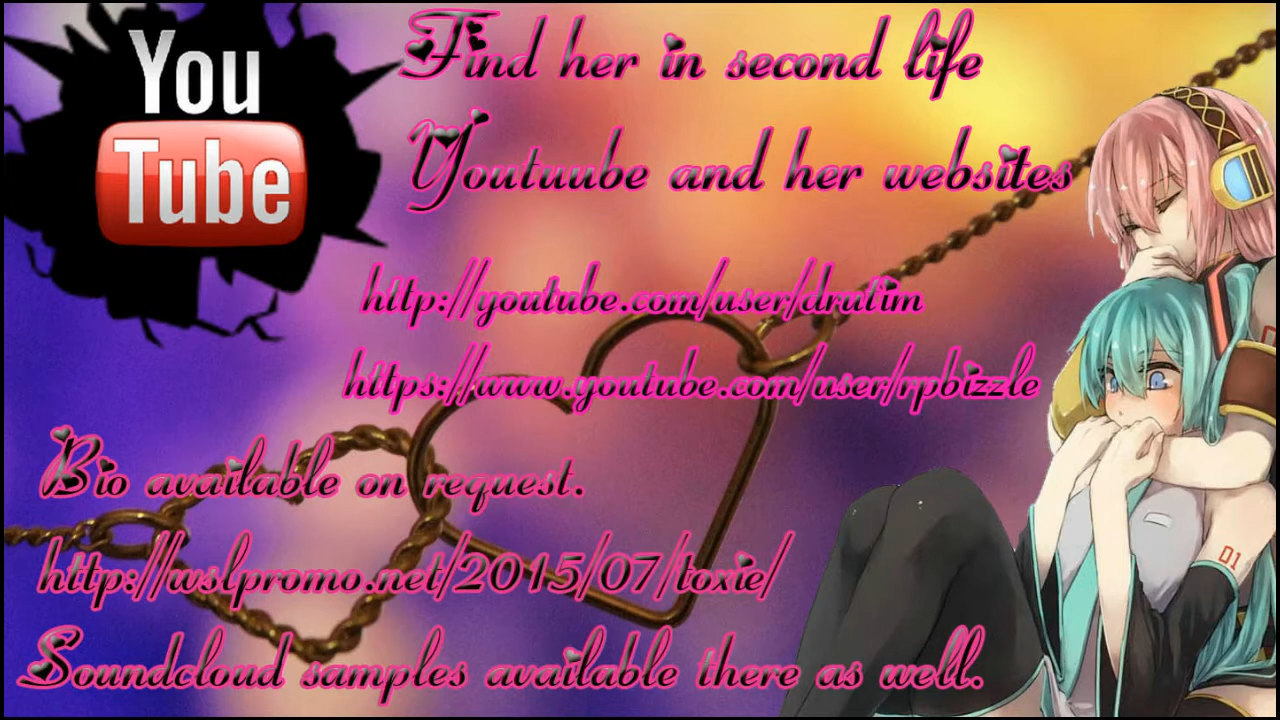 You
Tube
Find her in second life
Youtuube and her websites
http://youtube.com/user/drutim
https://www.youtube.com/user/rpbizzle
Bio available on request.
http://wslpromo.net/2015/07/toxie/
Soundcloud samples available there as well.
01